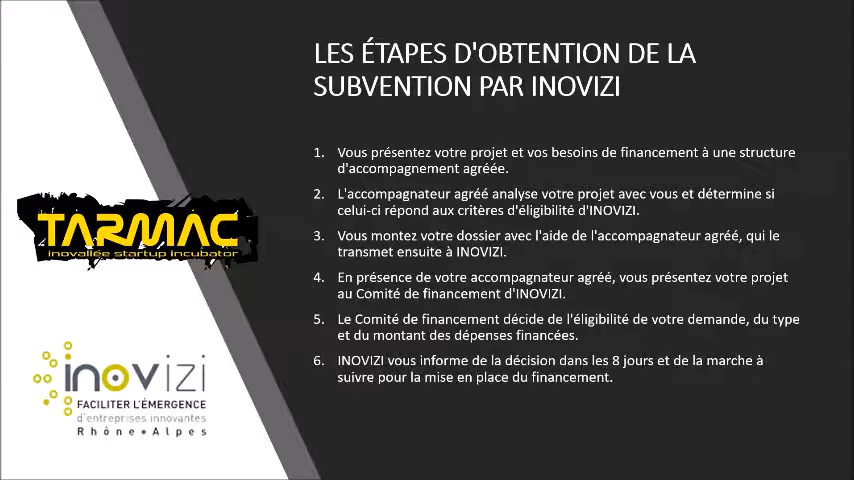 LES ÉTAPES D'OBTENTION DE LA
SUBVENTION PAR INOVIZI
1. Vous présentez votre projet et vos besoins de financement à une structure
d'accompagnement agréée.
2. L'accompagnateur agréé analyse votre projet avec vous et détermine si
celui-ci répond aux critères d'éligibilité d'INOVIZI.
3. Vous montez votre dossier avec l'aide de l'accompagnateur agréé, qui le
transmet ensuite à INOVIZI.
4. En présence de votre accompagnateur agréé, vous présentez votre projet
au Comité de financement d'INOVIZI.
5. Le Comité de financement décide de l'éligibilité de votre demande, du type
et du montant des dépenses financées.
6. INOVIZI vous informe de la décision dans les 8 jours et de la marche à
suivre pour la mise en place du financement.
TARMAC
inovallée startup incubator
inovizi
FACILITER L'ÉMERGENCE
d'entreprises innovantes
Rhône•Alpes